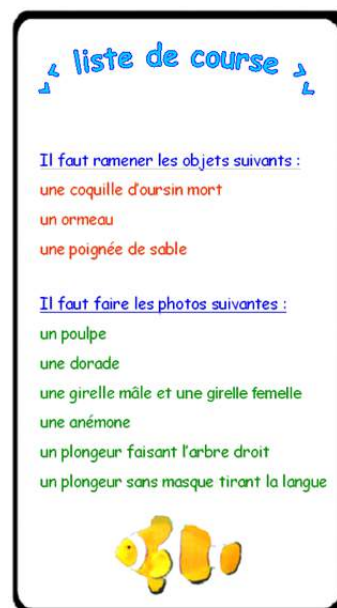 liste de course
Il faut ramener les objets suivants :
une coquille d'oursin mort
un ormeau
une poignée de sable
Il faut faire les photos suivantes :
un poulpe
une dorade
une girelle mâle et une girelle femelle
une anémone
un plongeur faisant l'arbre droit
un plongeur sans masque tirant la langue